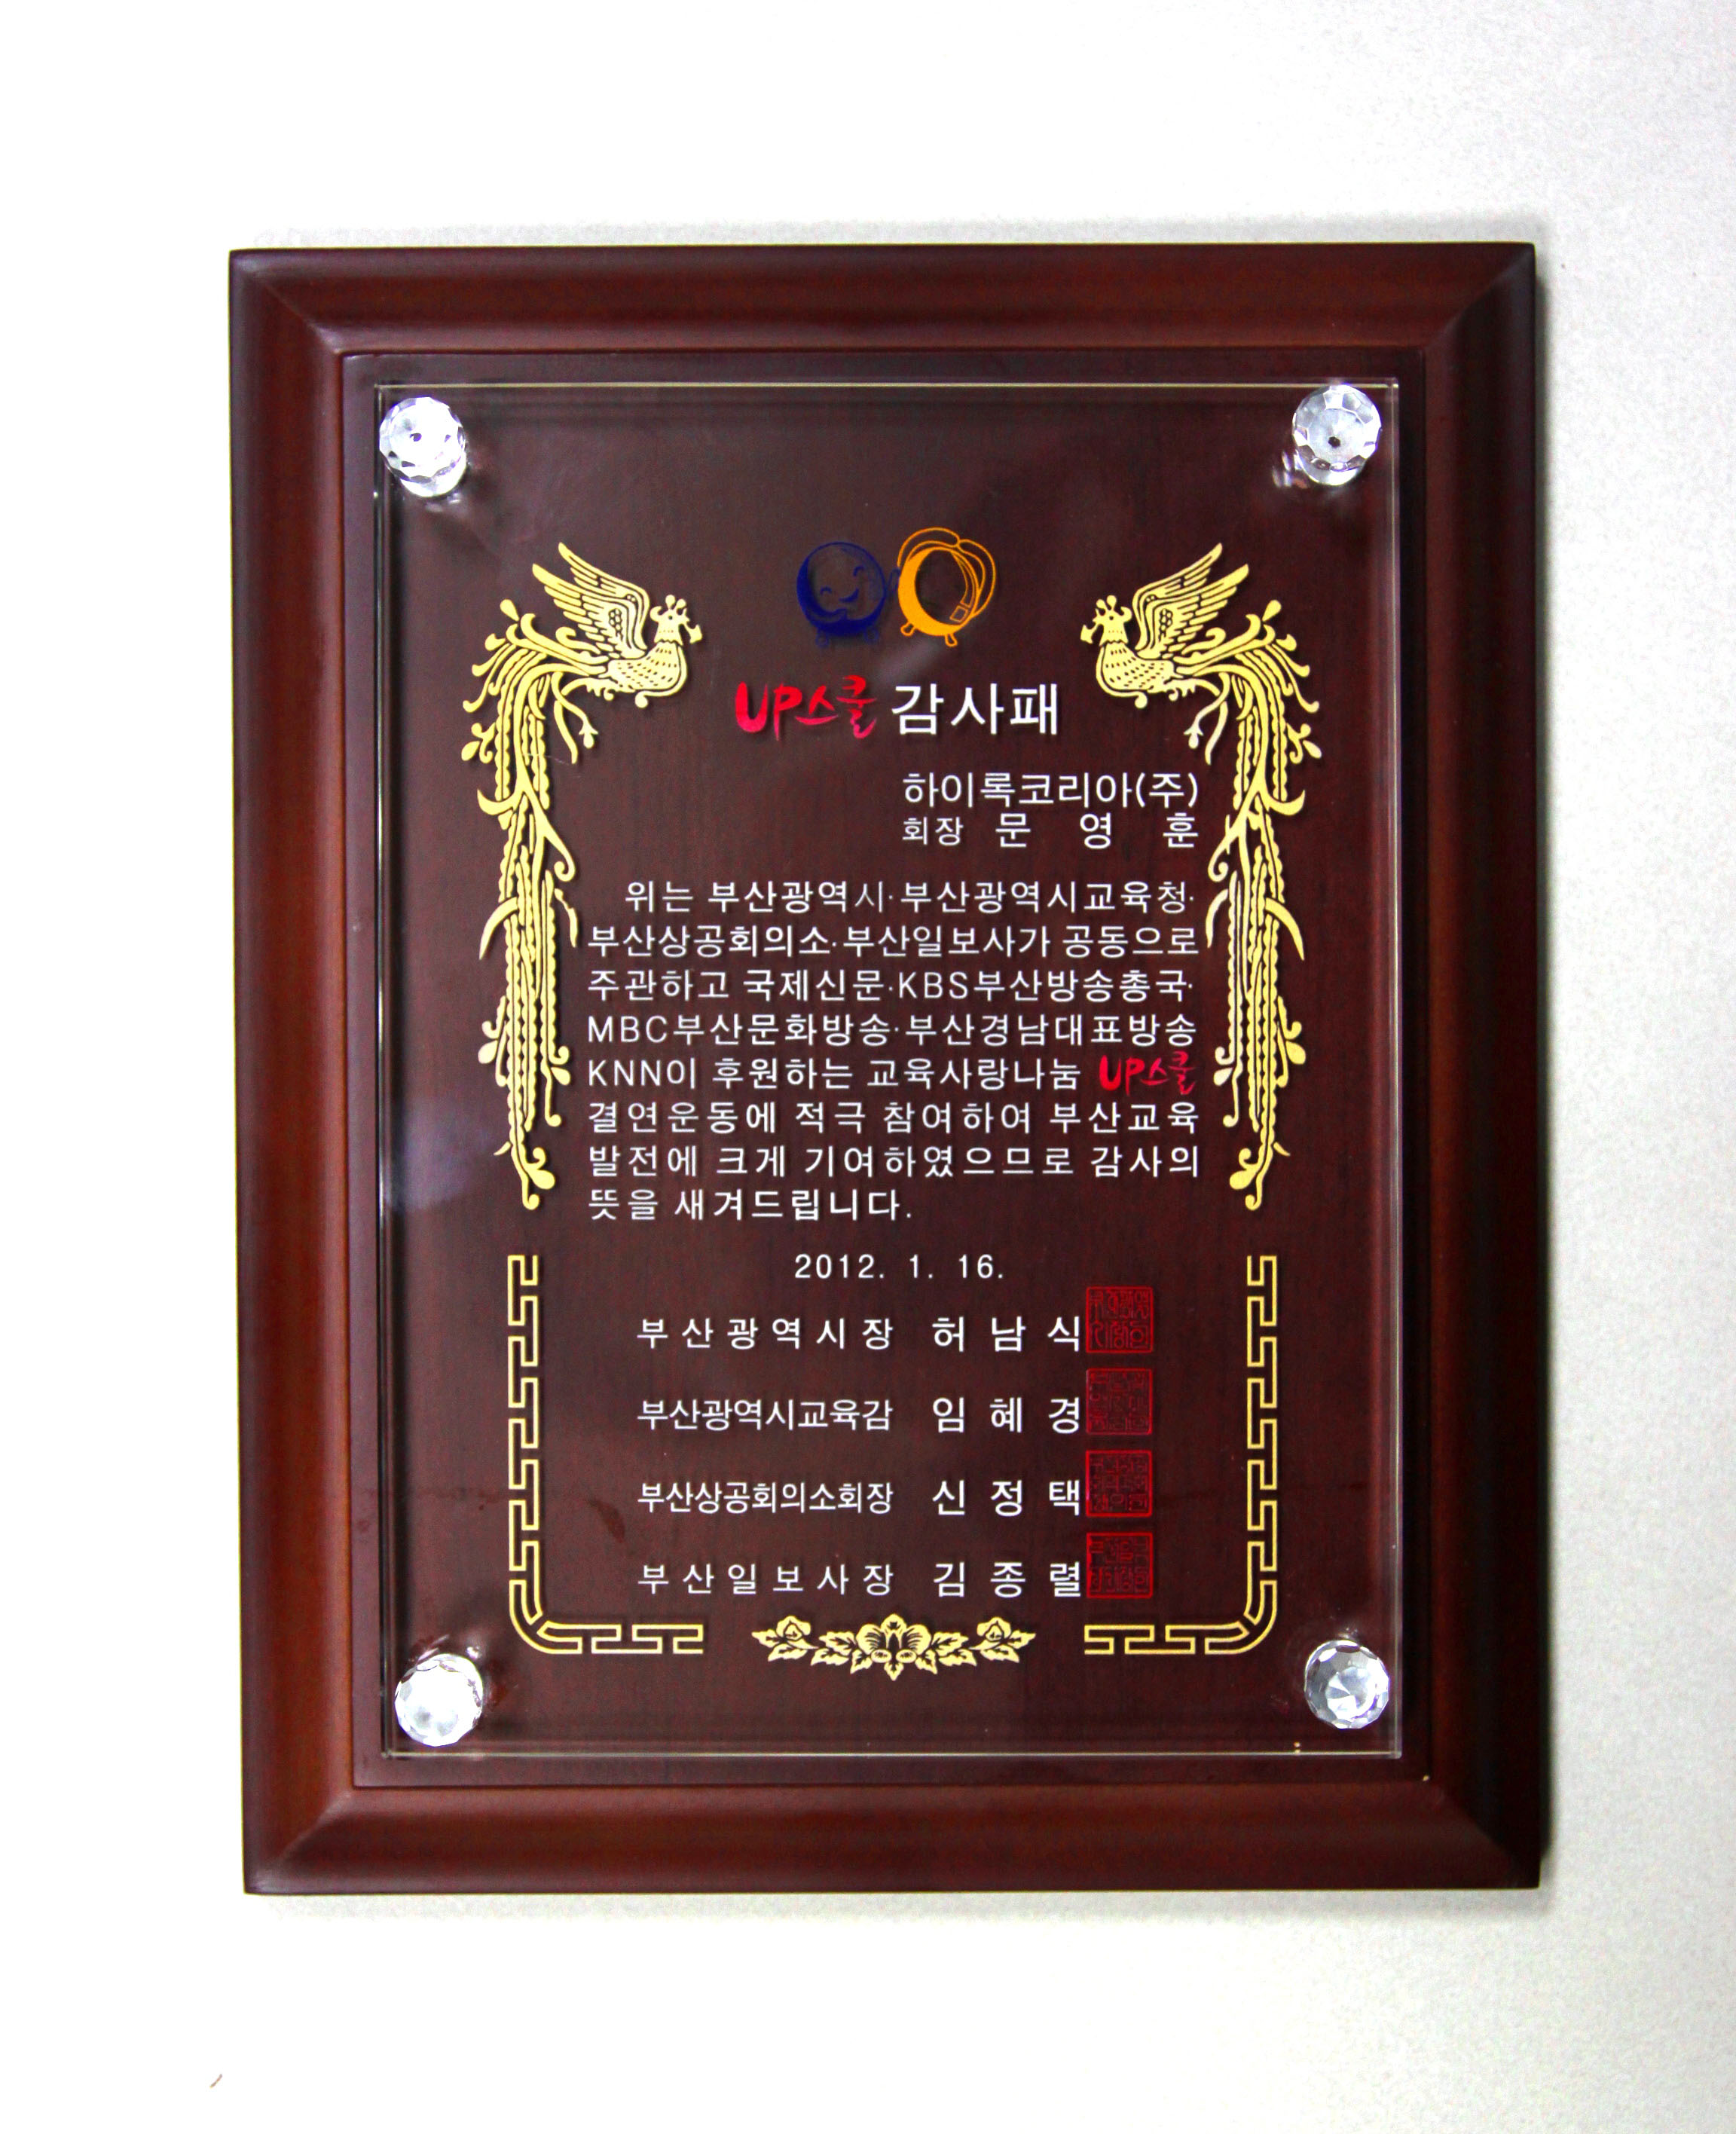 UP스쿨 감사패
하이록코리아(주)
회장 문 영 훈
위는 부산광역시·부산광역시교육청·
부산상공회의소·부산일보사가 공동으로
주관하고 국제신문·KBS부산방송총국·
MBC부산문화방송·부산경남대표방송
KNN이 후원하는 교육사랑나눔 UP스쿨
결연운동에 적극 참여하여 부산교육
발전에 크게 기여하였으므로 감사의
뜻을 새겨드립니다.
2012. 1. 16.
부산광역시장 허남식
부산광역시교육감 임혜경
부산상공회의소회장 신정택
부산일보사장 김종렬